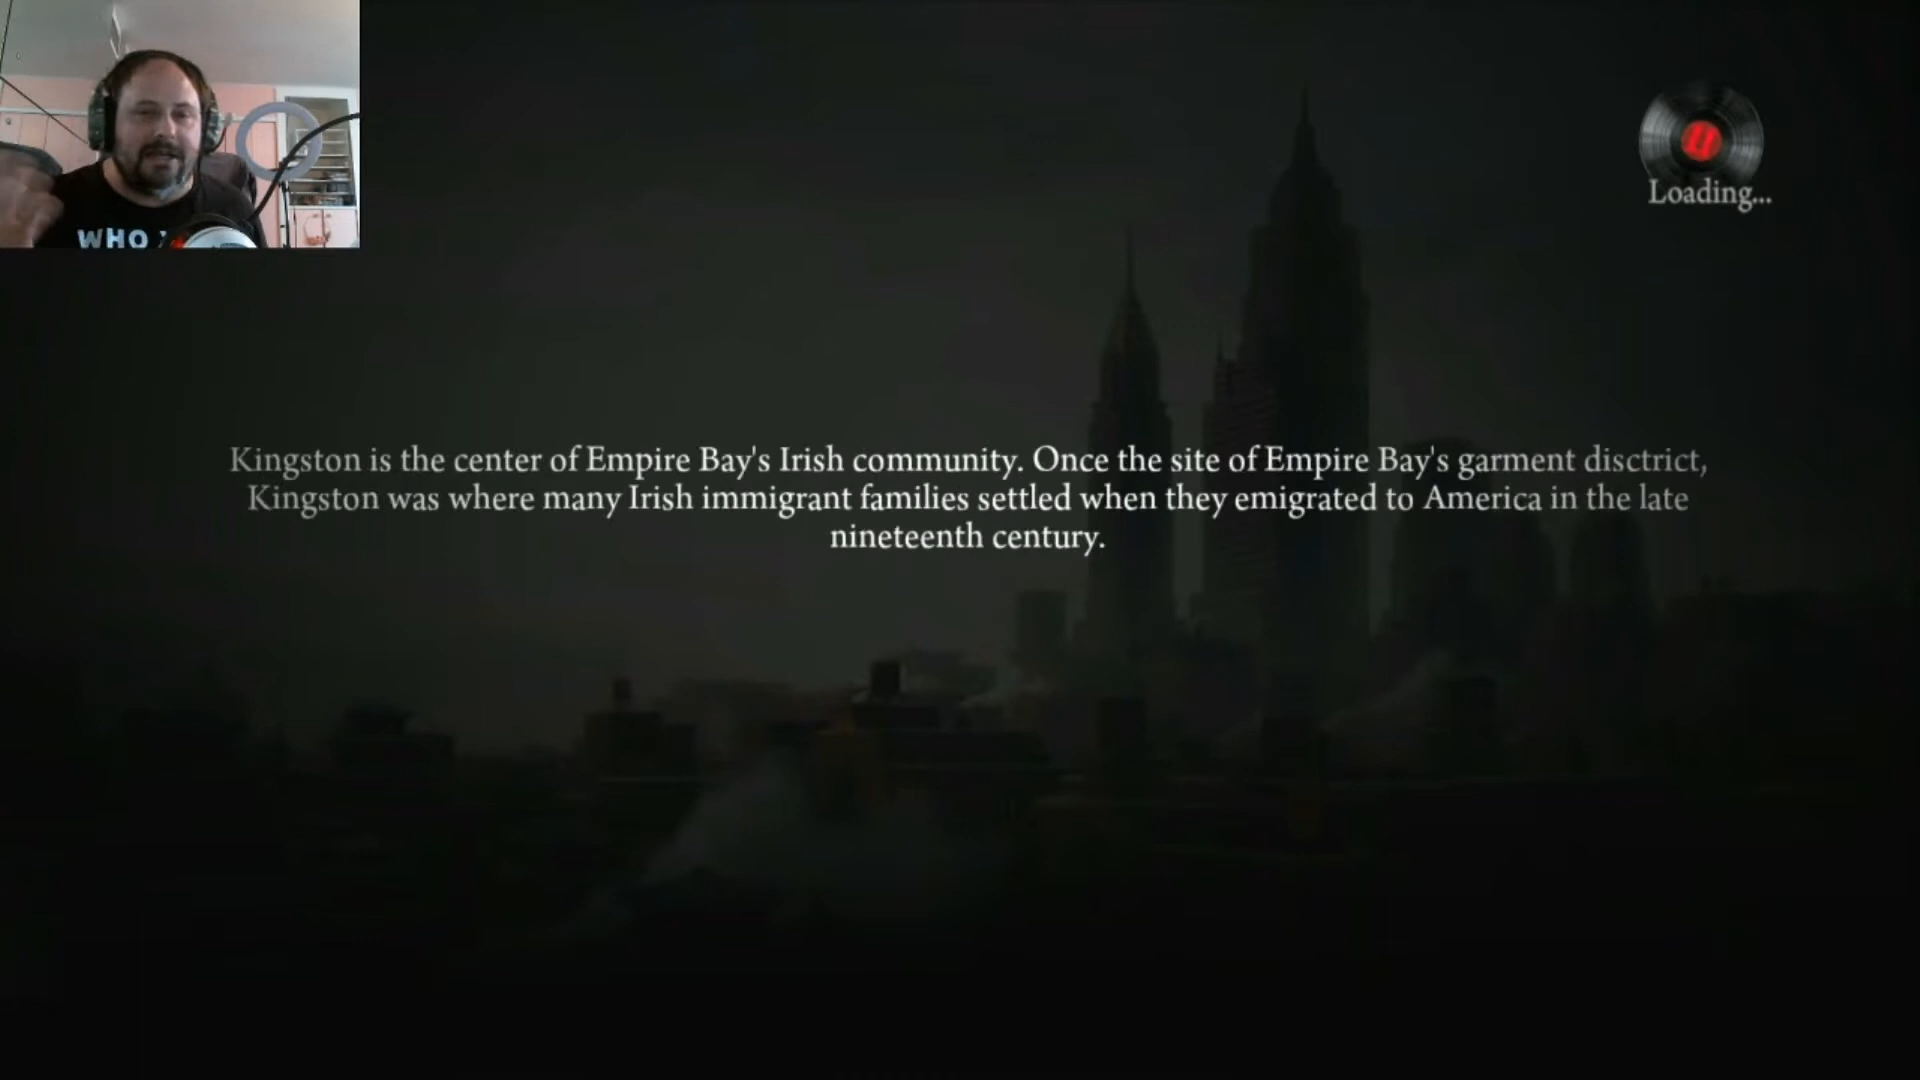 WHO
Loading...
Kingston is the center of Empire Bay's Irish community. Once the site of Empire Bay's garment disctrict,
Kingston was where many Irish immigrant families settled when they emigrated to America in the late
nineteenth century.